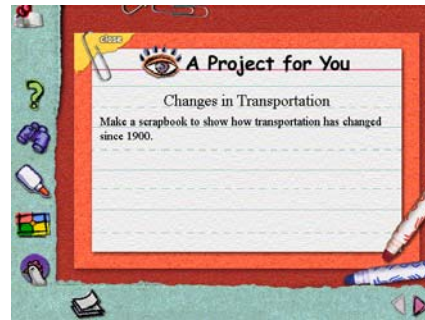 close
A Project for You
Changes in Transportation
Make a scrapbook to show how transportation has changed
since 1900.